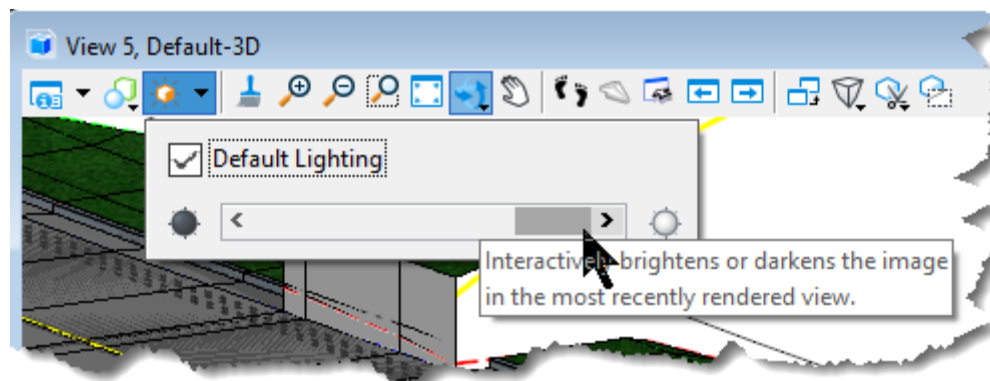 View 5, Default-3D
Default Lighting
Interactively brightens or darkens the image
in the most recently rendered view.